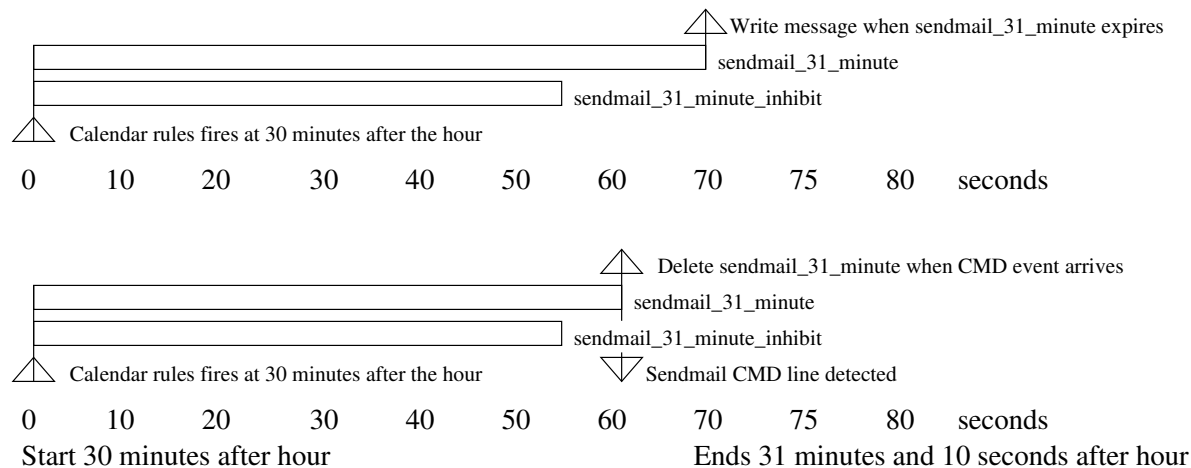 Write message when sendmail_31_minute expires
sendmail_31_minute
sendmail_31_minute_inhibit
Calendar rules fires at 30 minutes after the hour
0 10 20 30 40 50 60 70 75 80 seconds
Delete sendmail_31_minute when CMD event arrives
sendmail_31_minute
sendmail_31_minute_inhibit
Calendar rules fires at 30 minutes after the hour Sendmail CMD line detected
0 10 20 30 40 50 60 70 75 80 seconds
Start 30 minutes after hour Ends 31 minutes and 10 seconds after hour